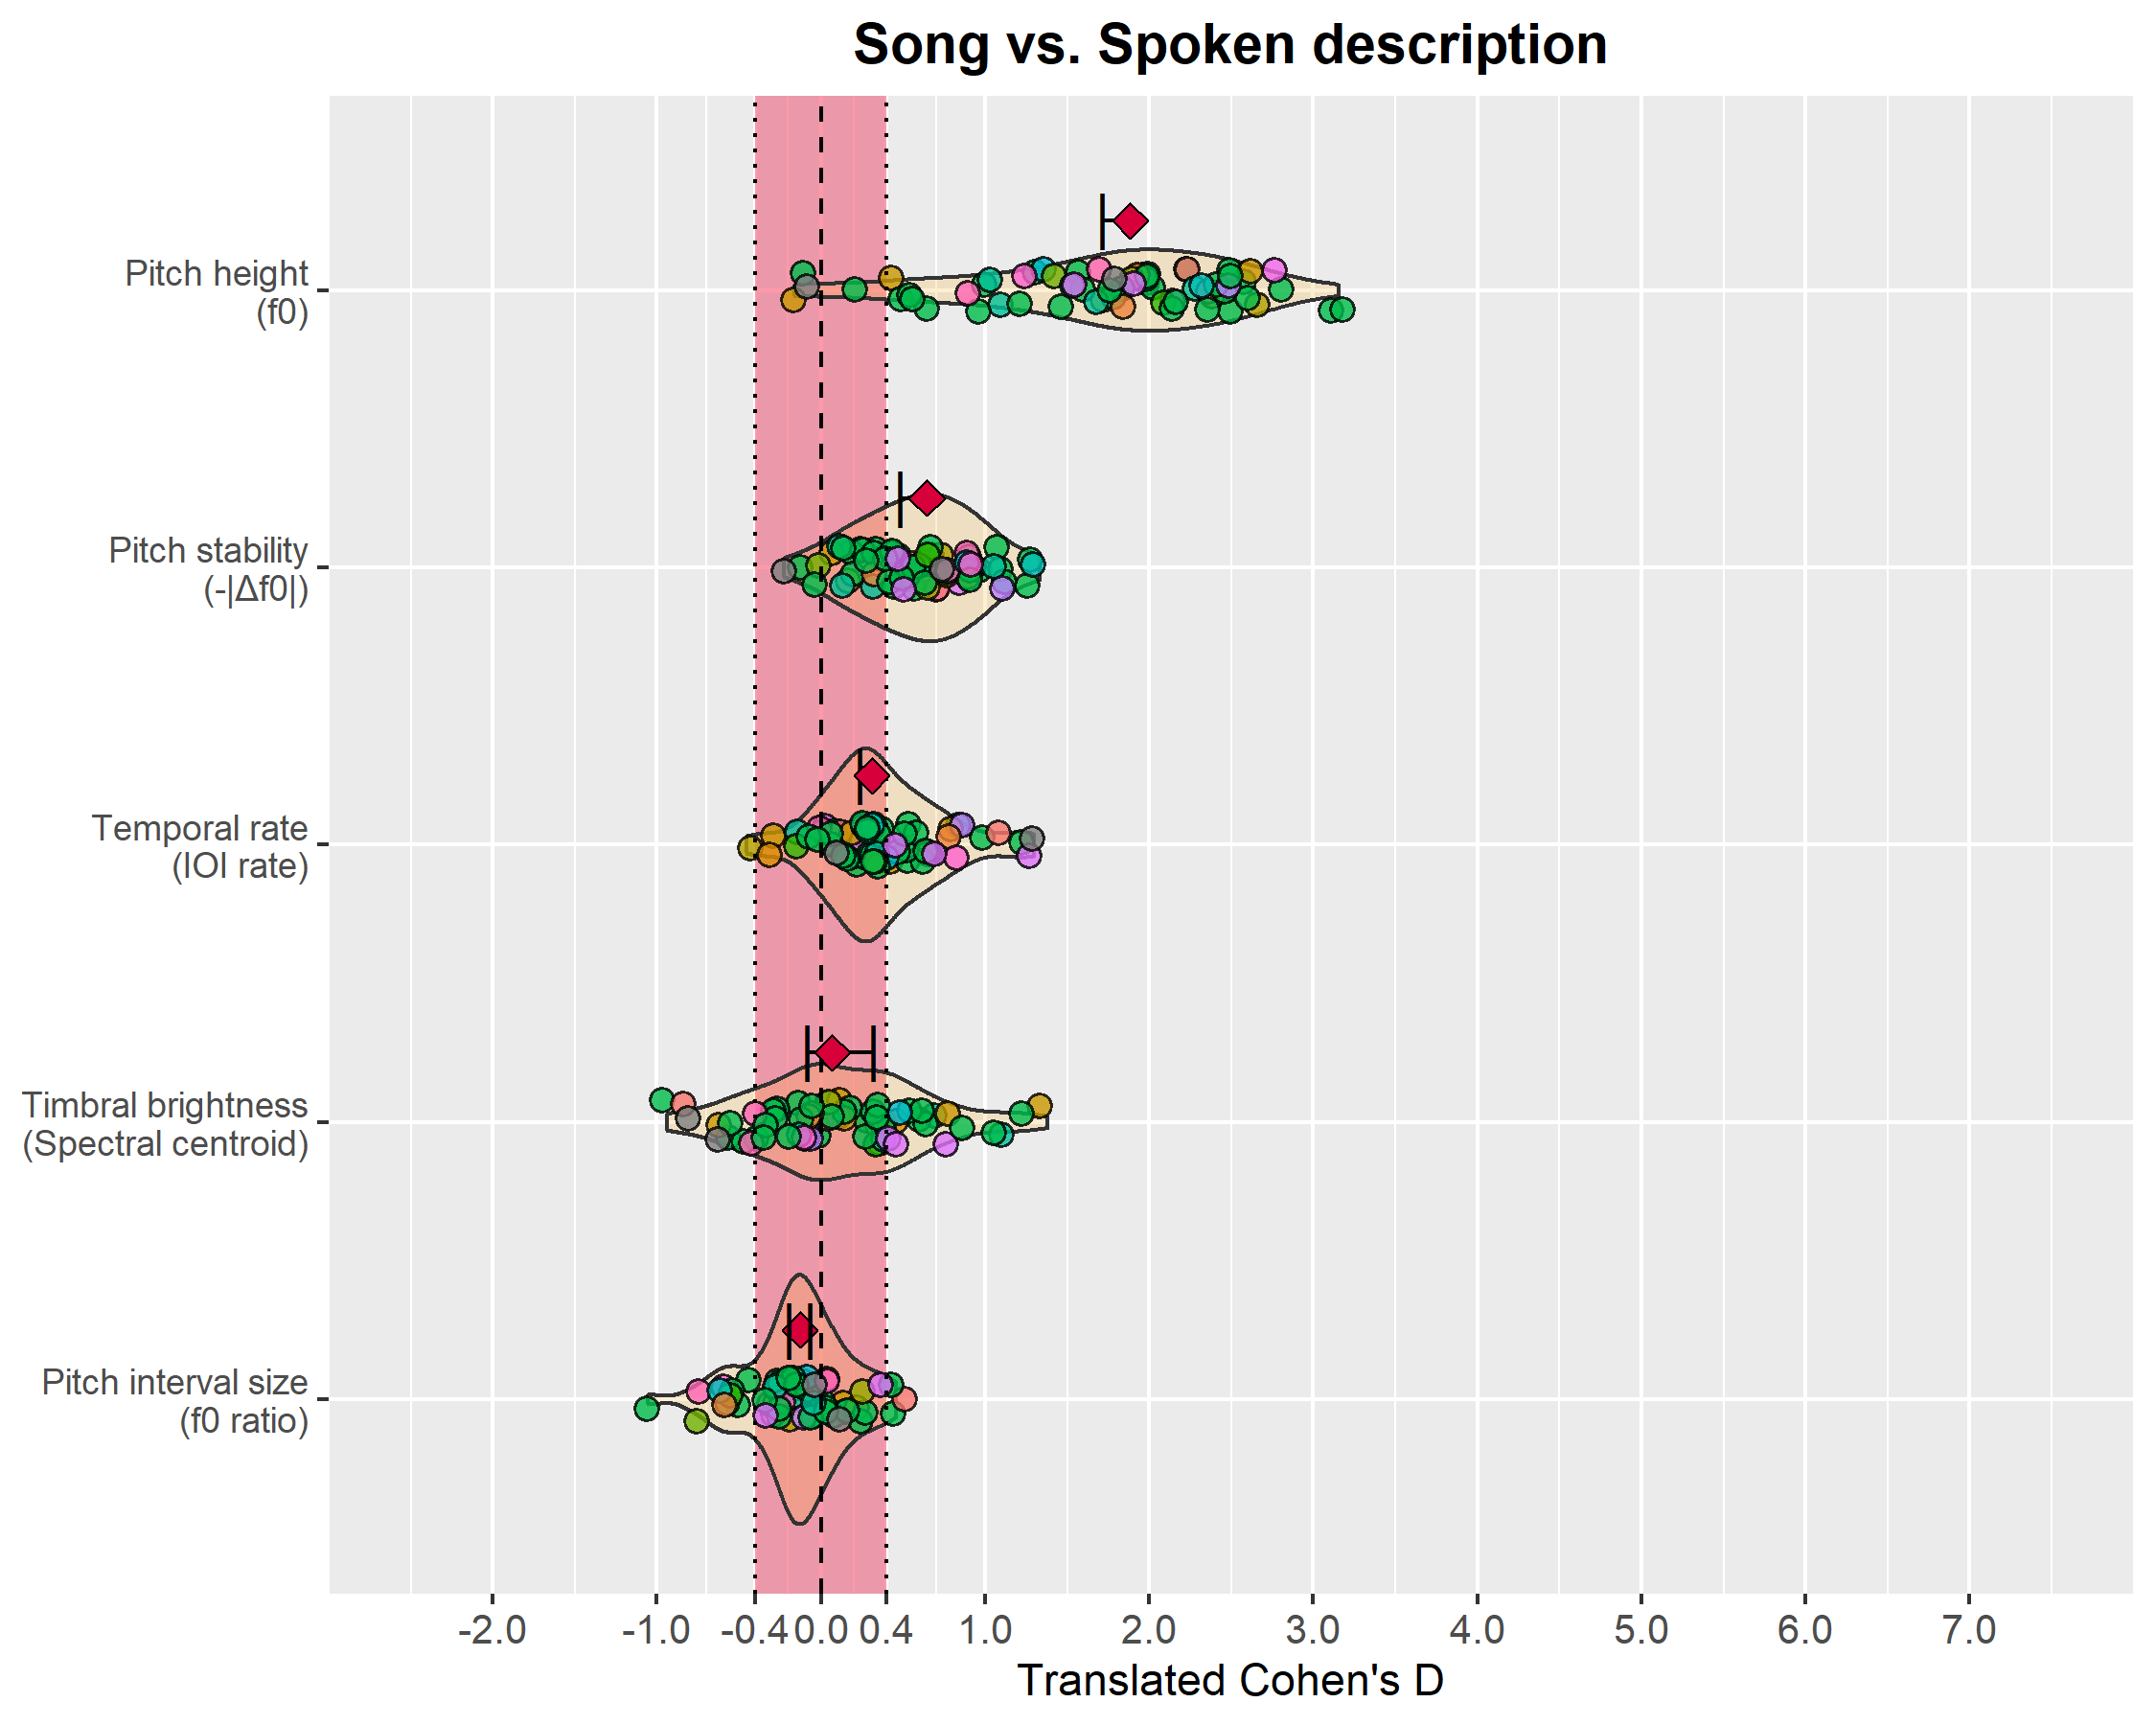 Song vs. Spoken description
Pitch height
(f0)
Pitch stability
(-|Δf0|)
Temporal rate
(IOI rate)
Timbral brightness
(Spectral centroid)
Pitch interval size
(f0 ratio)
-2.0 -1.0 -0.4 0.0 0.4 1.0 2.0 3.0 4.0 5.0 6.0 7.0
Translated Cohen's D